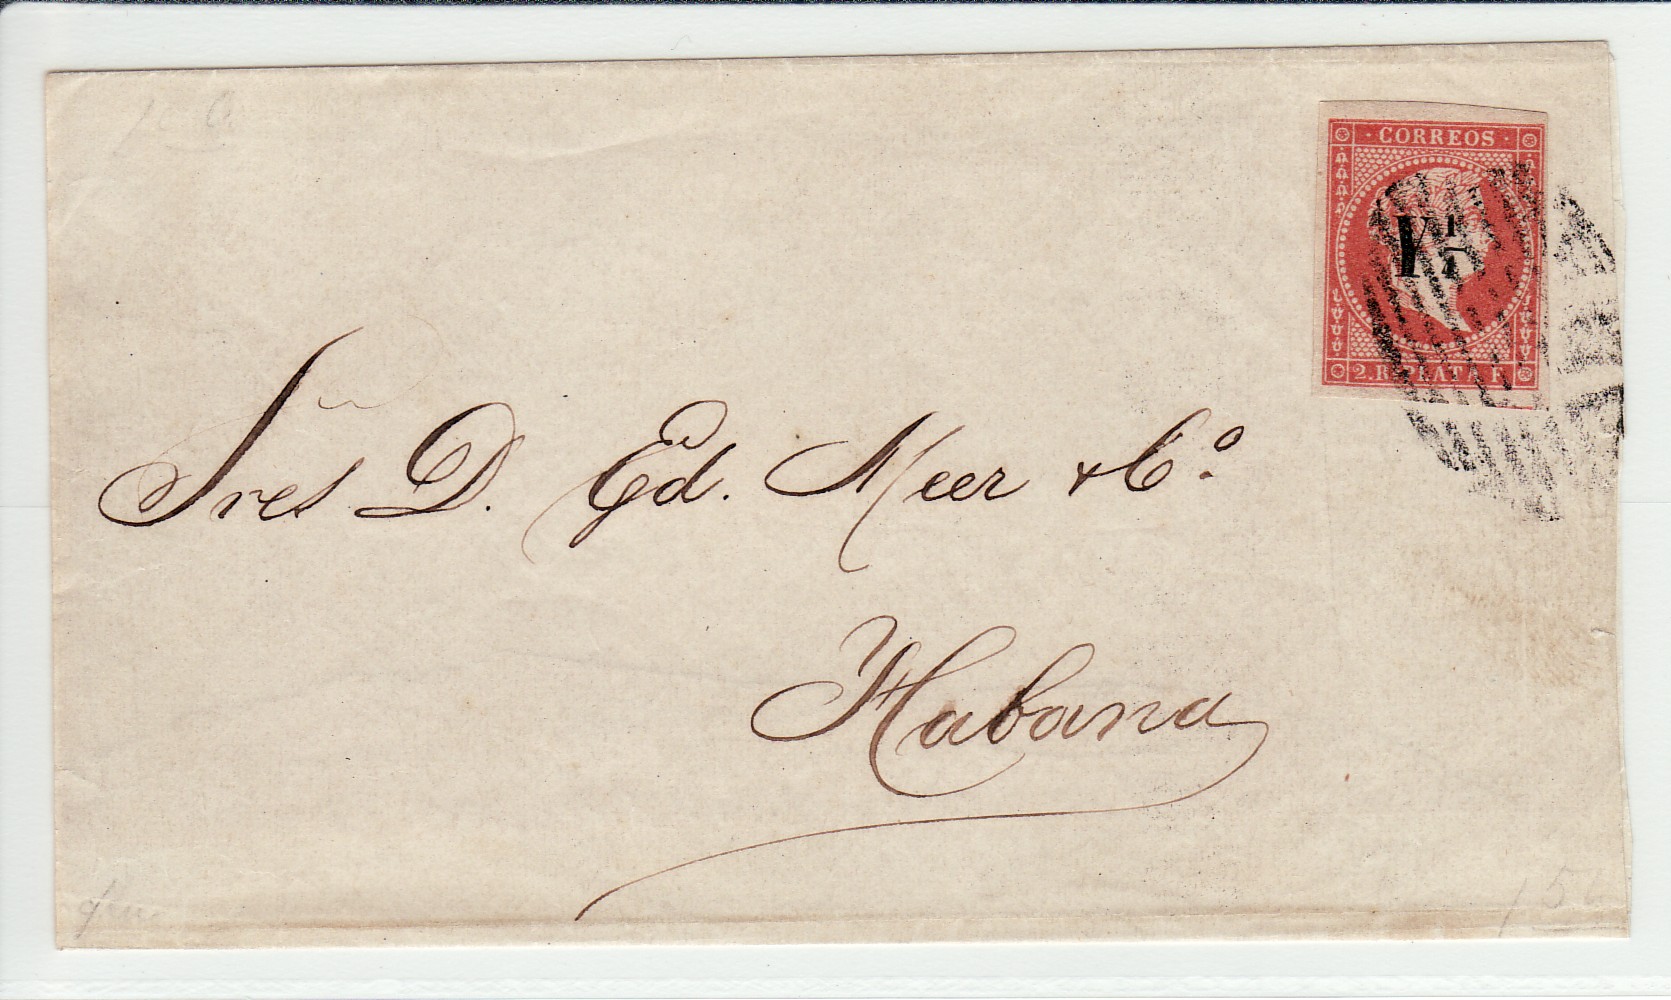 CORREOS
Y 1/4
2. R. PLATA F.
Sres D. Ed. Meer & Cº.
Habana